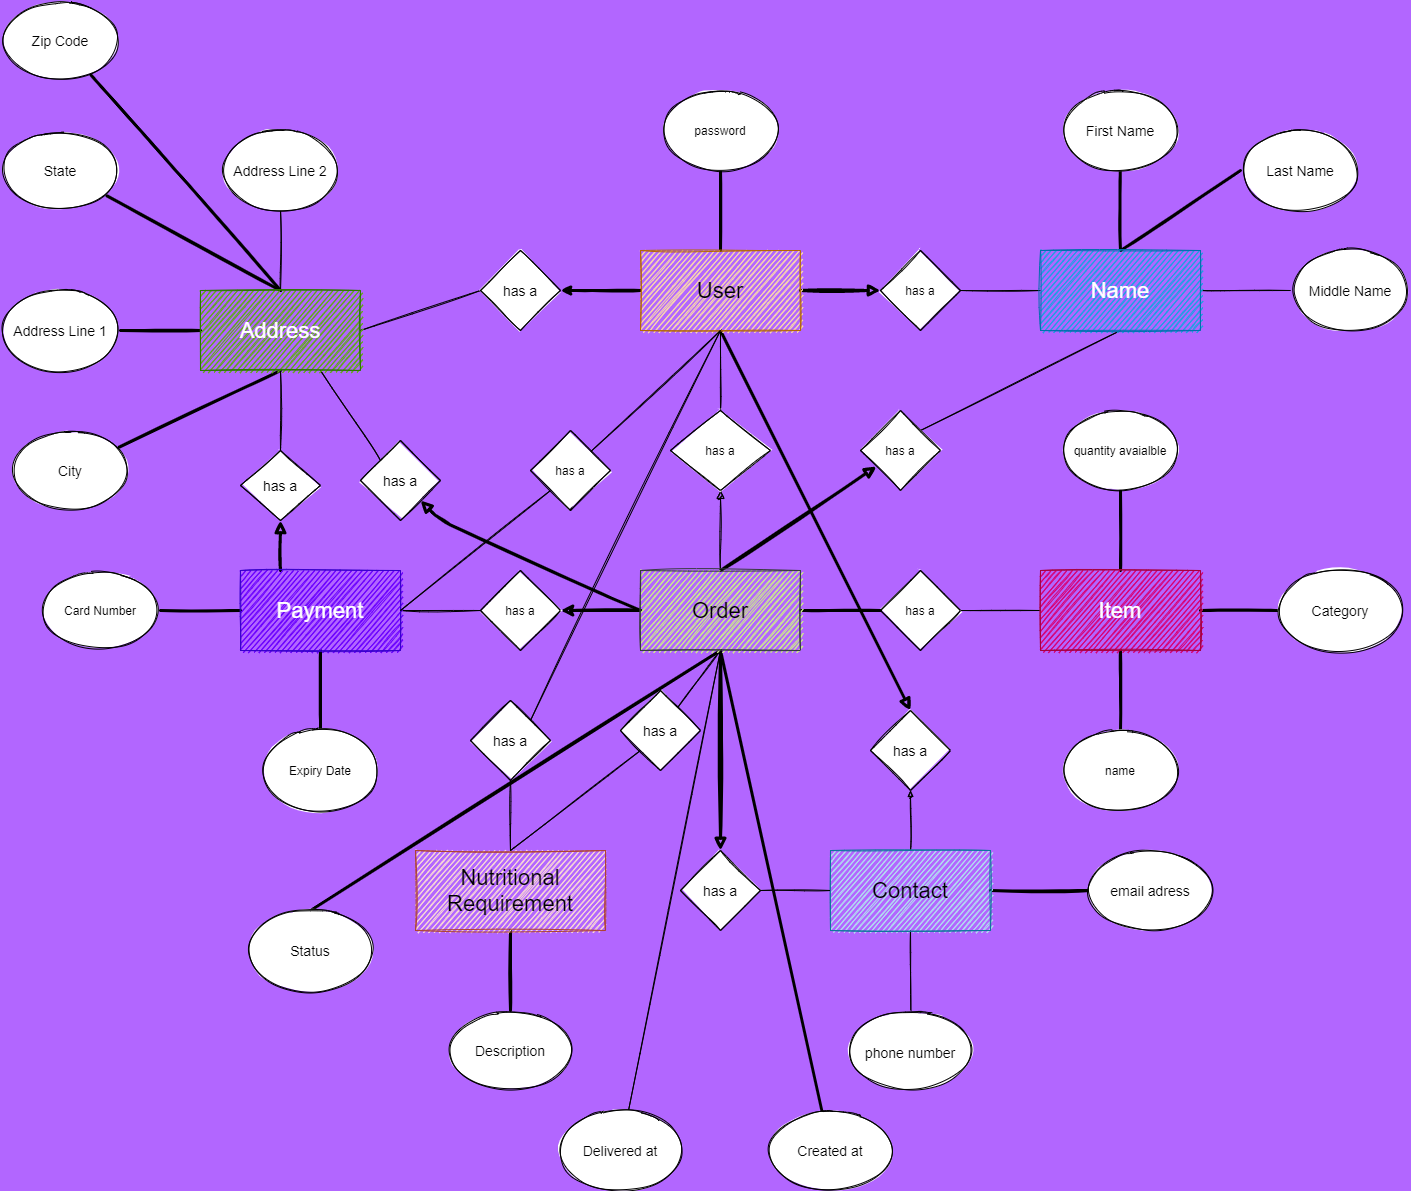 Zip Code
password
First Name
State
Address Line 2
Last Name
has a
User
has a
Name
Middle Name
Address Line 1
Address
has a
has a
quantity avaialble
City
has a
has a
has a
Card Number
Payment
has a
Order
has a
Item
Category
has a
has a
has a
Expiry Date
name
Nutritional
Requirement
has a
Contact
email adress
Status
Description
phone number
Delivered at
Created at